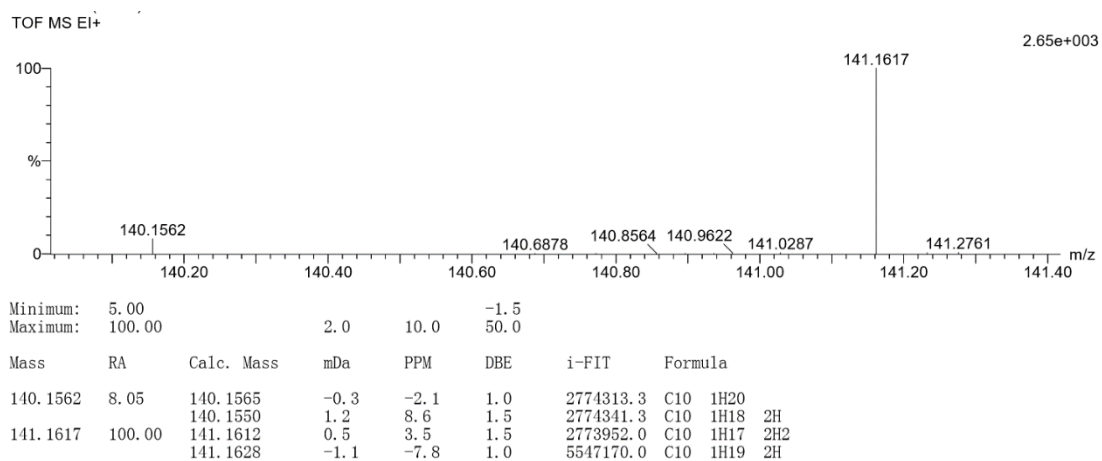 TOF MS EI+
2.65e+003
141.1617
100
%
140.1562
140.6878 140.8564 140.9622 141.0287 141.2761
0
m/z
140.20 140.40 140.60 140.80 141.00 141.20 141.40
Minimum: 5.00 -1.5
Maximum: 100.00 2.0 10.0 50.0
Mass RA Calc. Mass mDa PPM DBE i-FIT Formula
140.1562 8.05 140.1565 -0.3 -2.1 1.0 2774313.3 C10 1H20
140.1550 1.2 8.6 1.5 2774341.3 C10 1H18 2H
141.1617 100.00 141.1612 0.5 3.5 1.5 2773952.0 C10 1H17 2H2
141.1628 -1.1 -7.8 1.0 5547170.0 C10 1H19 2H